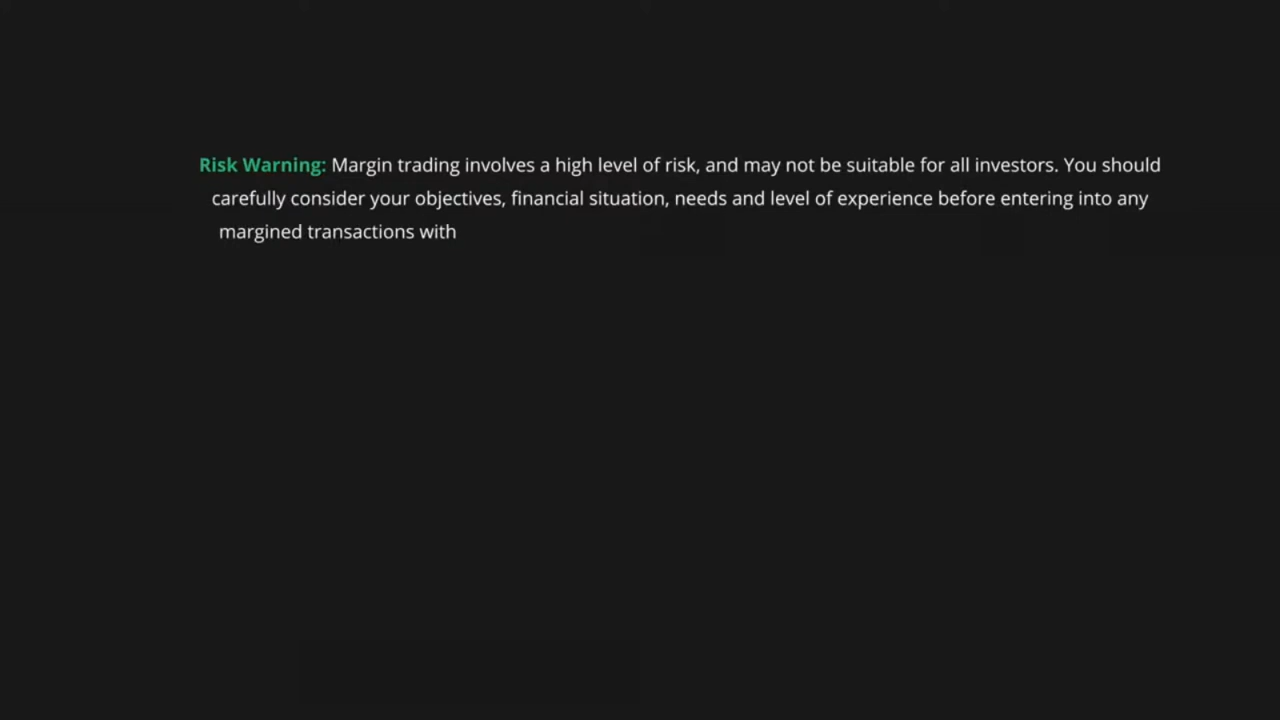 Risk Warning: Margin trading involves a high level of risk, and may not be suitable for all investors. You should
carefully consider your objectives, financial situation, needs and level of experience before entering into any
margined transactions with